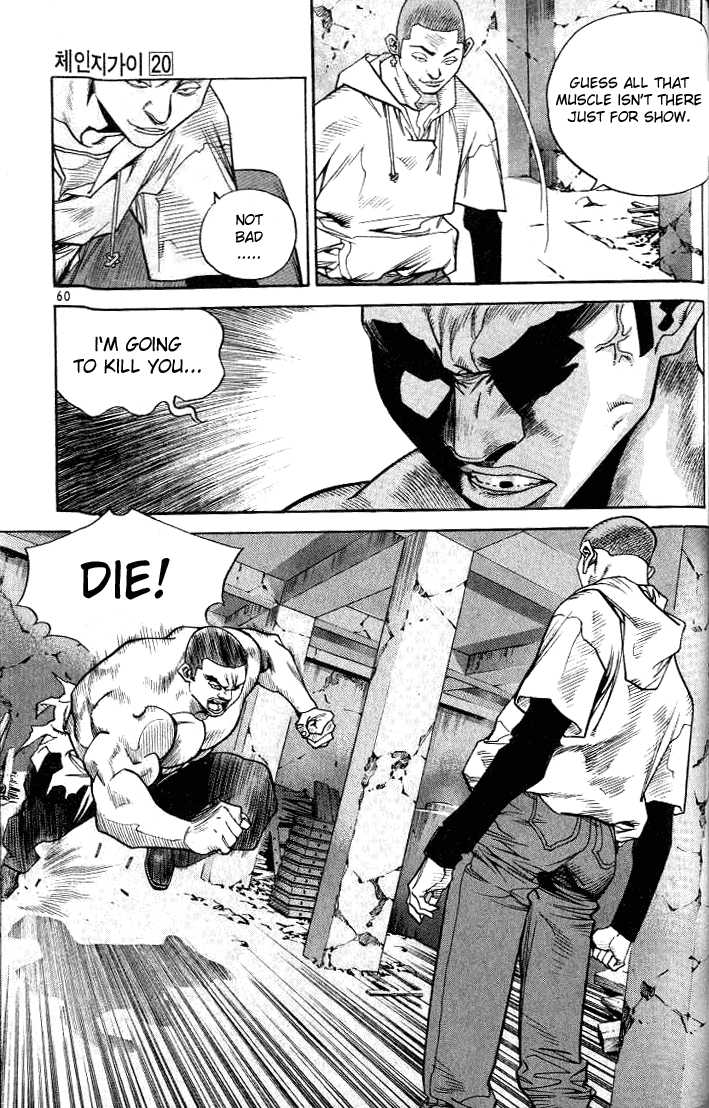 체인지가이 20
NOT
BAD
.....
GUESS ALL THAT
MUSCLE ISN'T THERE
JUST FOR SHOW.
60
I'M GOING
TO KILL YOU...
DIE!